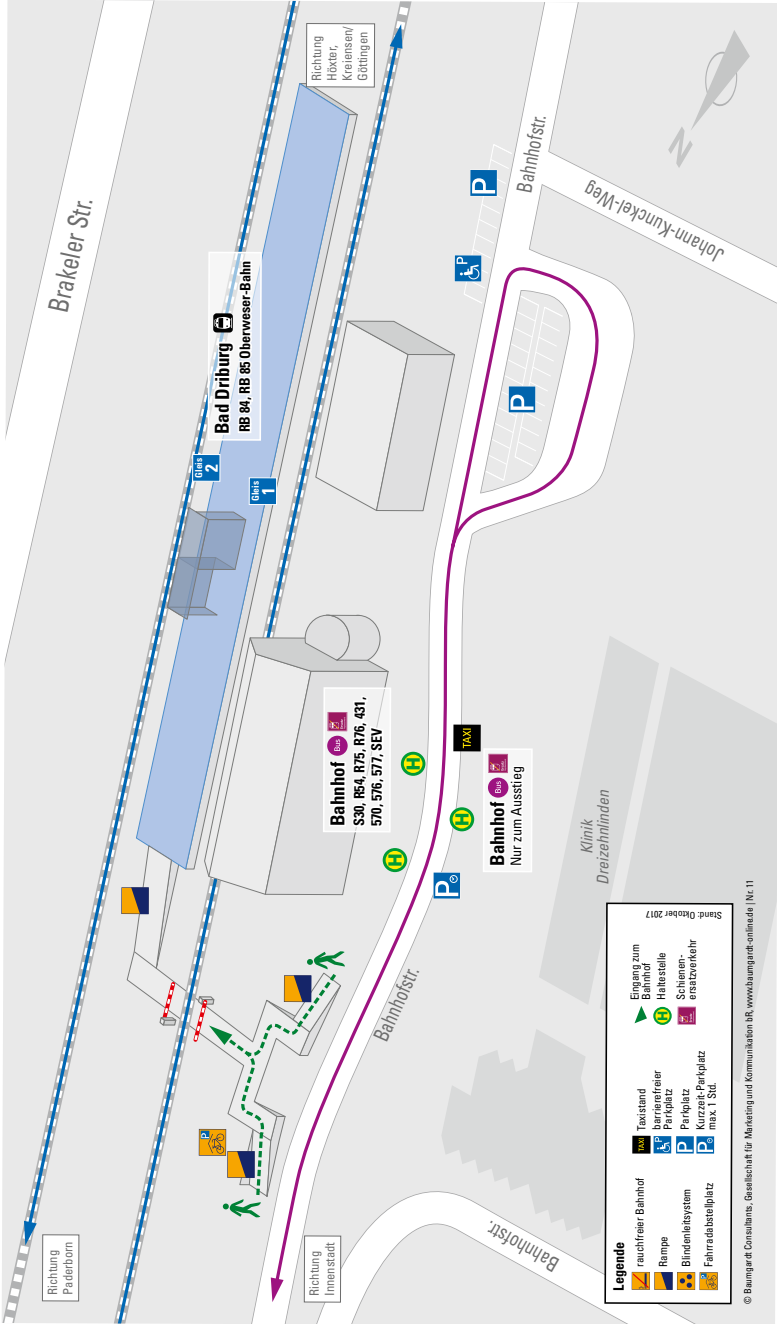 Brakeler Str.
Richtung
Höxter,
Kreiensen/
Göttingen
N
Bad Driburg
RB 84, RB 85 Oberweser-Bahn
Gleis
2
Gleis
1
P
P
P
Bahnhofstr.
Johann-Kunckel-Weg
Bahnhof Bus
S30, R54, R75, R76, 431,
570, 576, 577, SEV
H
H
H
TAXI
Bahnhof Bus
Nur zum Ausstieg
P
Klinik
Dreizehnlinden
Bahnhofstr.
P
Richtung
Paderborn
Richtung
Innenstadt
Bahnhofstr.
Legende
rauchfreier Bahnhof
Rampe
Blindenleitsystem
P
Fahrradabstellplatz
TAXI
Taxistand
P
barrierefreier
Parkplatz
P
Parkplatz
P
Kurzzeit-Parkplatz
max. 1 Std.
Eingang zum
Bahnhof
H
Haltestelle
Schienen-
ersatzverkehr
Stand: Oktober 2017
© Baumgardt Consultants, Gesellschaft für Marketing und Kommunikation bR, www.baumgardt-online.de | Nr. 11